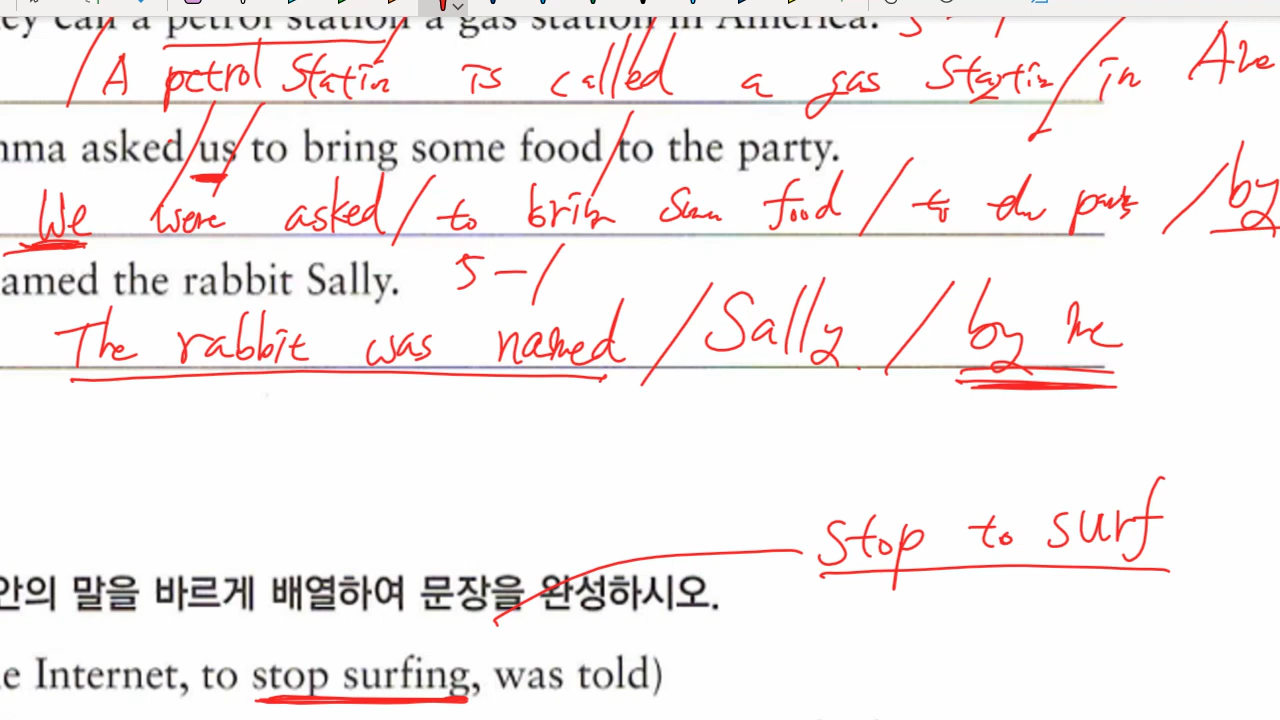 ey call a petrol station a gas station in America. 5-1
A petrol Station is called a gas Station in Ame
nma asked us to bring some food to the party.
We were asked / to bring some food / to the party / by
amed the rabbit Sally. 5-1
The rabbit was named / Sally / by me
stop to surf
안의 말을 바르게 배열하여 문장을 완성하시오.
e Internet, to stop surfing, was told)